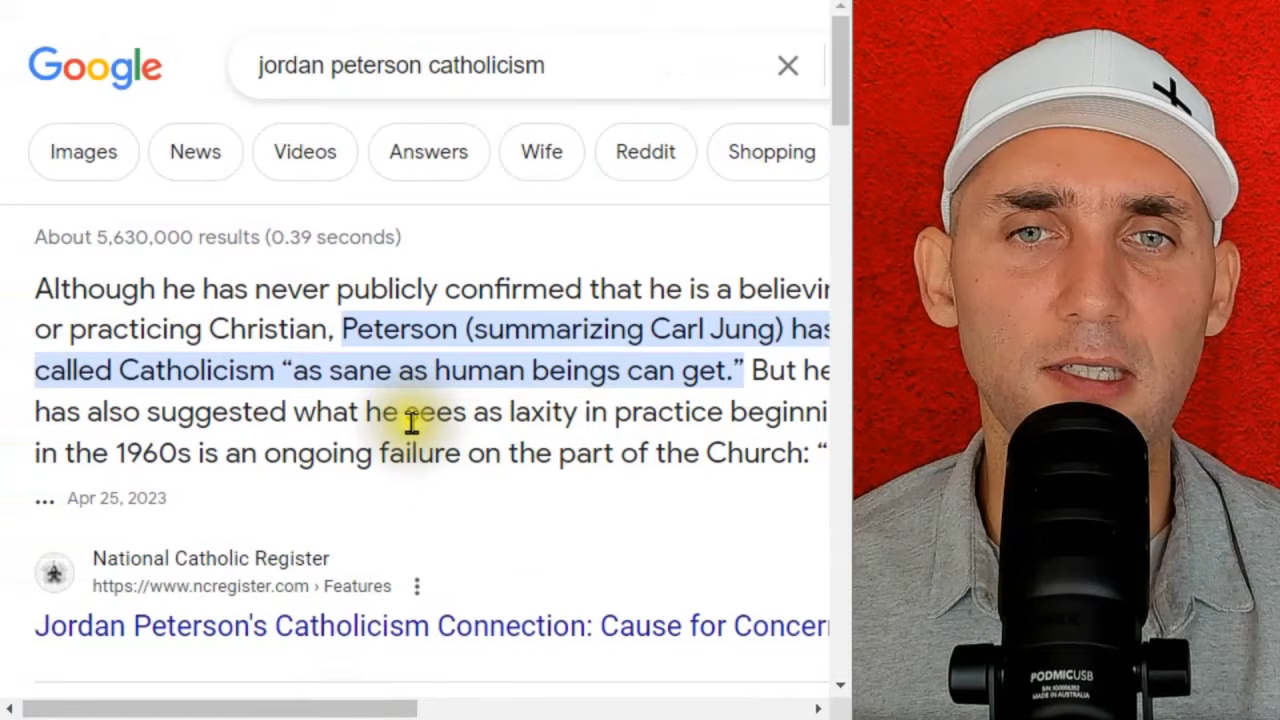 Google
jordan peterson catholicism
Images
News
Videos
Answers
Wife
Reddit
Shopping
About 5,630,000 results (0.39 seconds)
Although he has never publicly confirmed that he is a
or practicing Christian, Peterson (summarizing Carl Jung) has
called Catholicism “as sane as human beings can get.” But he
has also suggested what he sees as laxity in practice
in the 1960s is an ongoing failure on the part of the Church: “
... Apr 25, 2023
National Catholic Register
https://www.ncregister.com › Features
Jordan Peterson's Catholicism Connection: Cause for
PODMICUSB
MADE IN AUSTRALIA